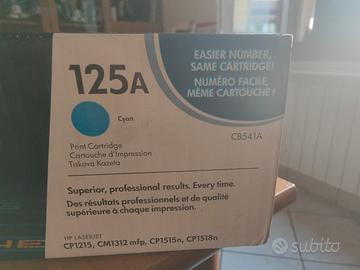 EASIER NUMBER,
SAME CARTRIDGE!
NUMÉRO FACILE,
MÊME CARTOUCHE !
125A
Cyan
CB541A
Print Cartridge
Cartouche d'Impression
Tisková Kazeta
Superior, professional results. Every time.
Des résultats professionnels et de qualité
supérieure à chaque impression.
HP LASERJET
CP1215, CM1312 mfp, CP1515n, CP1518n
subito